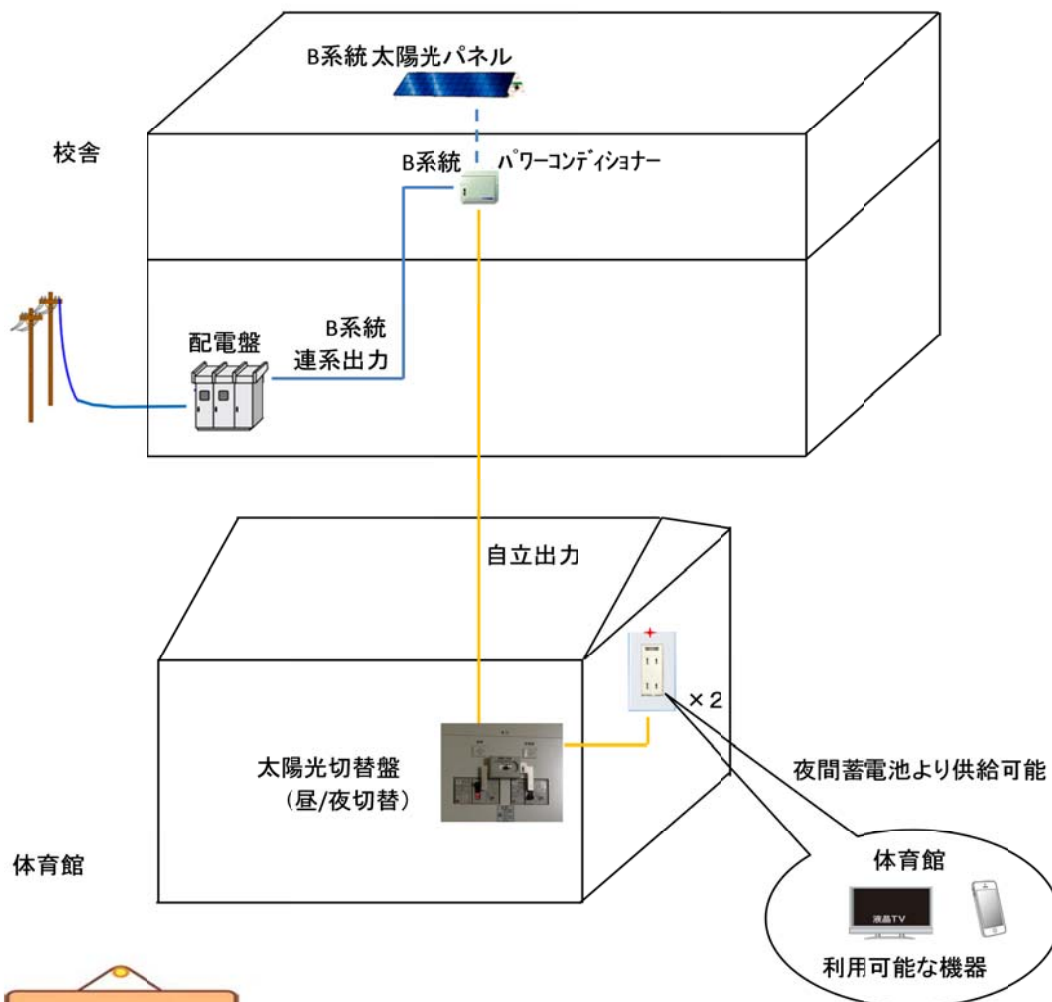 B系統 太陽光パネル
校舎
B系統 ﾊﾟﾜｰｺﾝﾃﾞｨｼｮﾅｰ
配電盤
B系統
連系出力
自立出力
×2
太陽光切替盤
（昼/夜切替）
夜間蓄電池より供給可能
体育館
体育館
液晶TV
利用可能な機器